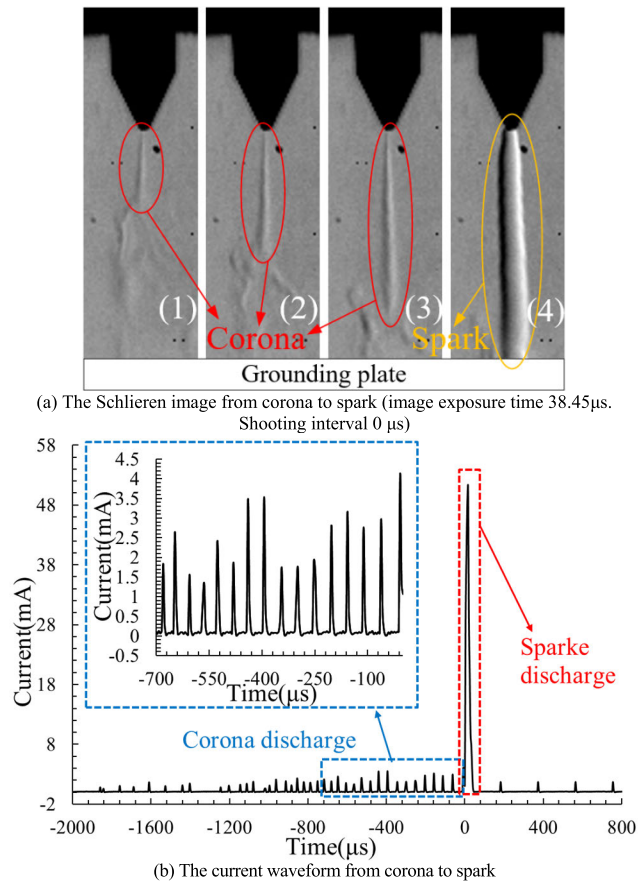 (1)
(2)
(3)
(4)
Corona
Spark
Grounding plate
(a) The Schlieren image from corona to spark (image exposure time 38.45μs.
Shooting interval 0 μs)
58
48
38
28
18
8
-2
Current(mA)
4.5
4
3.5
3
2.5
2
1.5
1
0.5
0
-0.5
Current(mA)
-700
-550
-400
-250
-100
Time(μs)
Corona discharge
Sparke
discharge
-2000
-1600
-1200
-800
-400
0
400
800
Time(μs)
(b) The current waveform from corona to spark